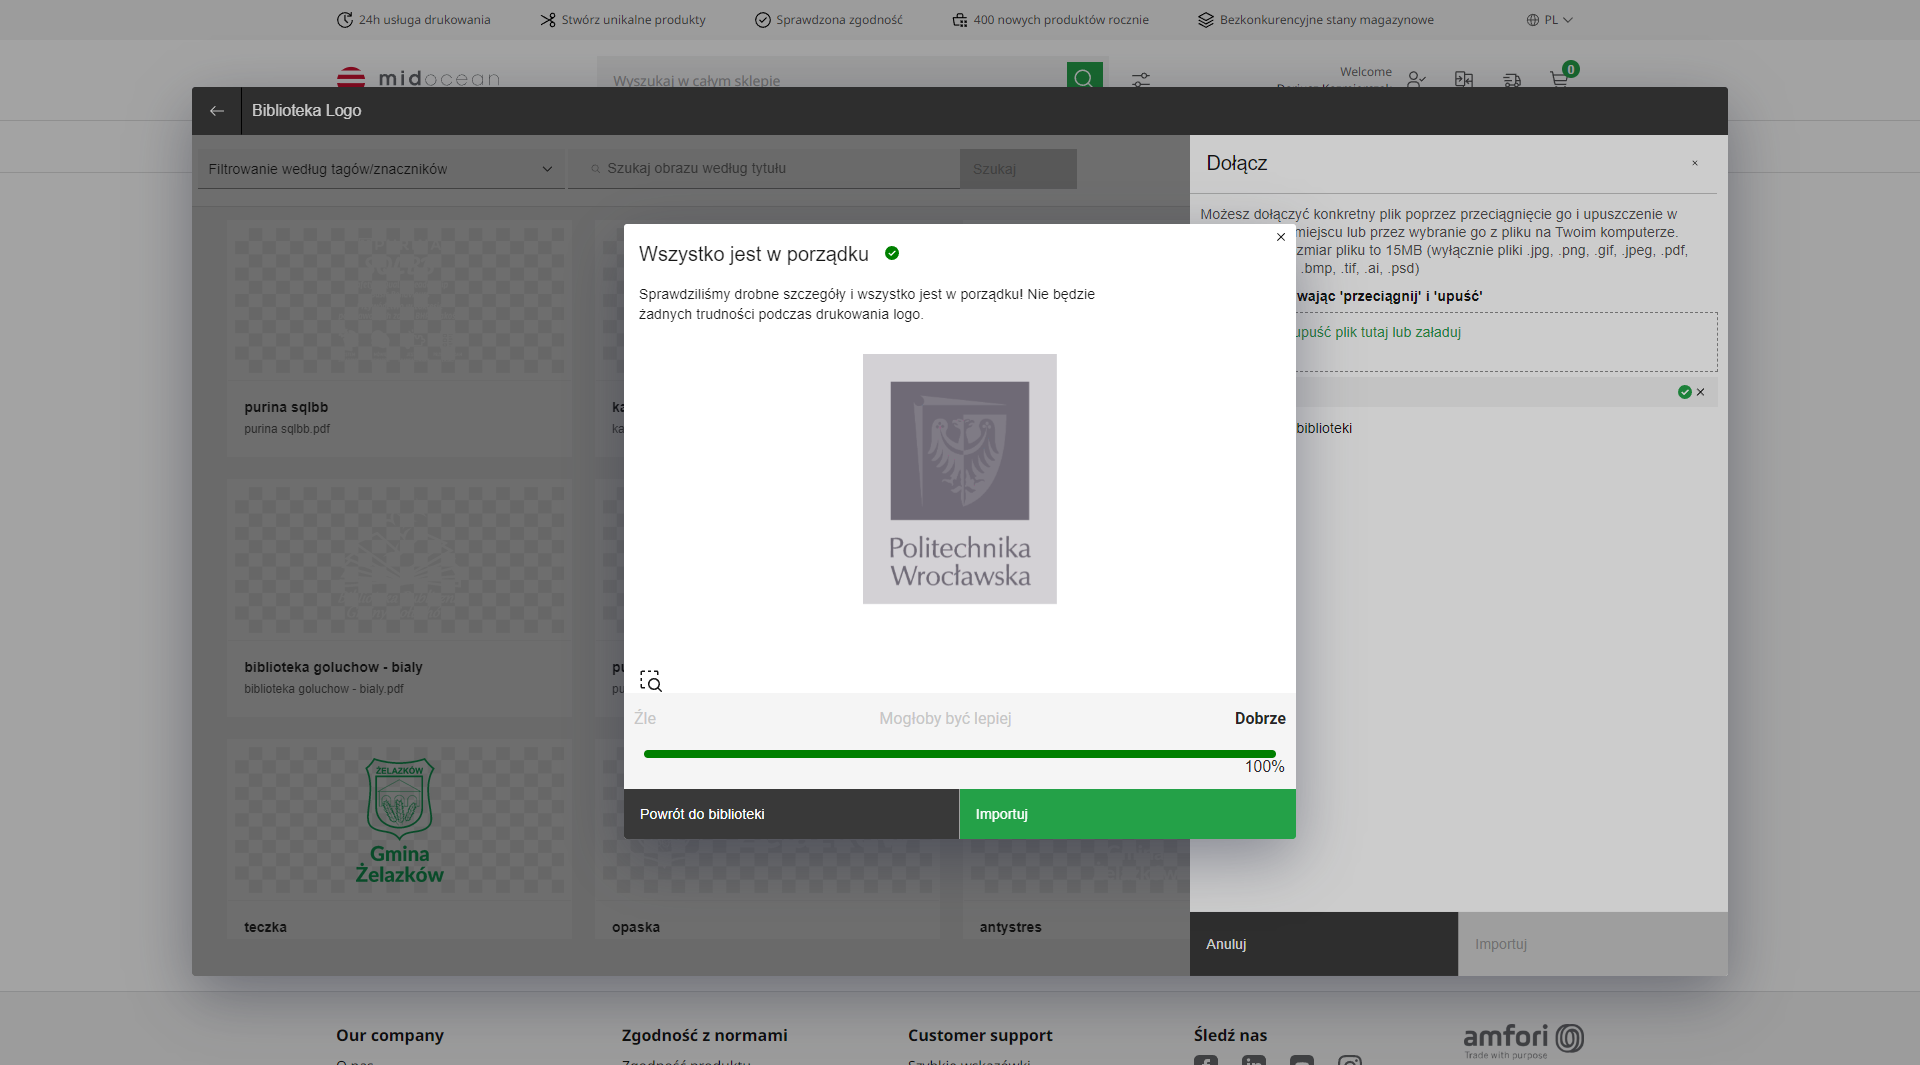 24h usługa drukowania
Stwórz unikalne produkty
Sprawdzona zgodność
400 nowych produktów rocznie
Bezkonkurencyjne stany magazynowe
PL
midocean
Wyszukaj w całym sklepie
Welcome
0
Biblioteka Logo
Filtrowanie według tagów/znaczników
Szukaj obrazu według tytułu
Szukaj
Dołącz
Możesz dołączyć konkretny plik poprzez przeciągnięcie go i upuszczenie w
miejscu lub przez wybranie go z pliku na Twoim komputerze.
zmiar pliku to 15MB (wyłącznie pliki .jpg, .png, .gif, .jpeg, .pdf,
.bmp, .tif, .ai, .psd)
wając 'przeciągnij' i 'upuść'
upuść plik tutaj lub załaduj
biblioteki
Wszystko jest w porządku
Sprawdziliśmy drobne szczegóły i wszystko jest w porządku! Nie będzie
żadnych trudności podczas drukowania logo.
Politechnika
Wrocławska
Źle
Mogłoby być lepiej
Dobrze
100%
Powrót do biblioteki
Importuj
purina sqlbb
purina sqlbb.pdf
ka
ka
biblioteka goluchow - bialy
biblioteka goluchow - bialy.pdf
pu
pu
ŻELAZKÓW
Gmina
Żelazków
teczka
opaska
antystres
Anuluj
Importuj
Our company
Zgodność z normami
Customer support
Śledź nas
amfori
Trade with purpose
O nas
Zgodność produktu
Szybkie wskazówki